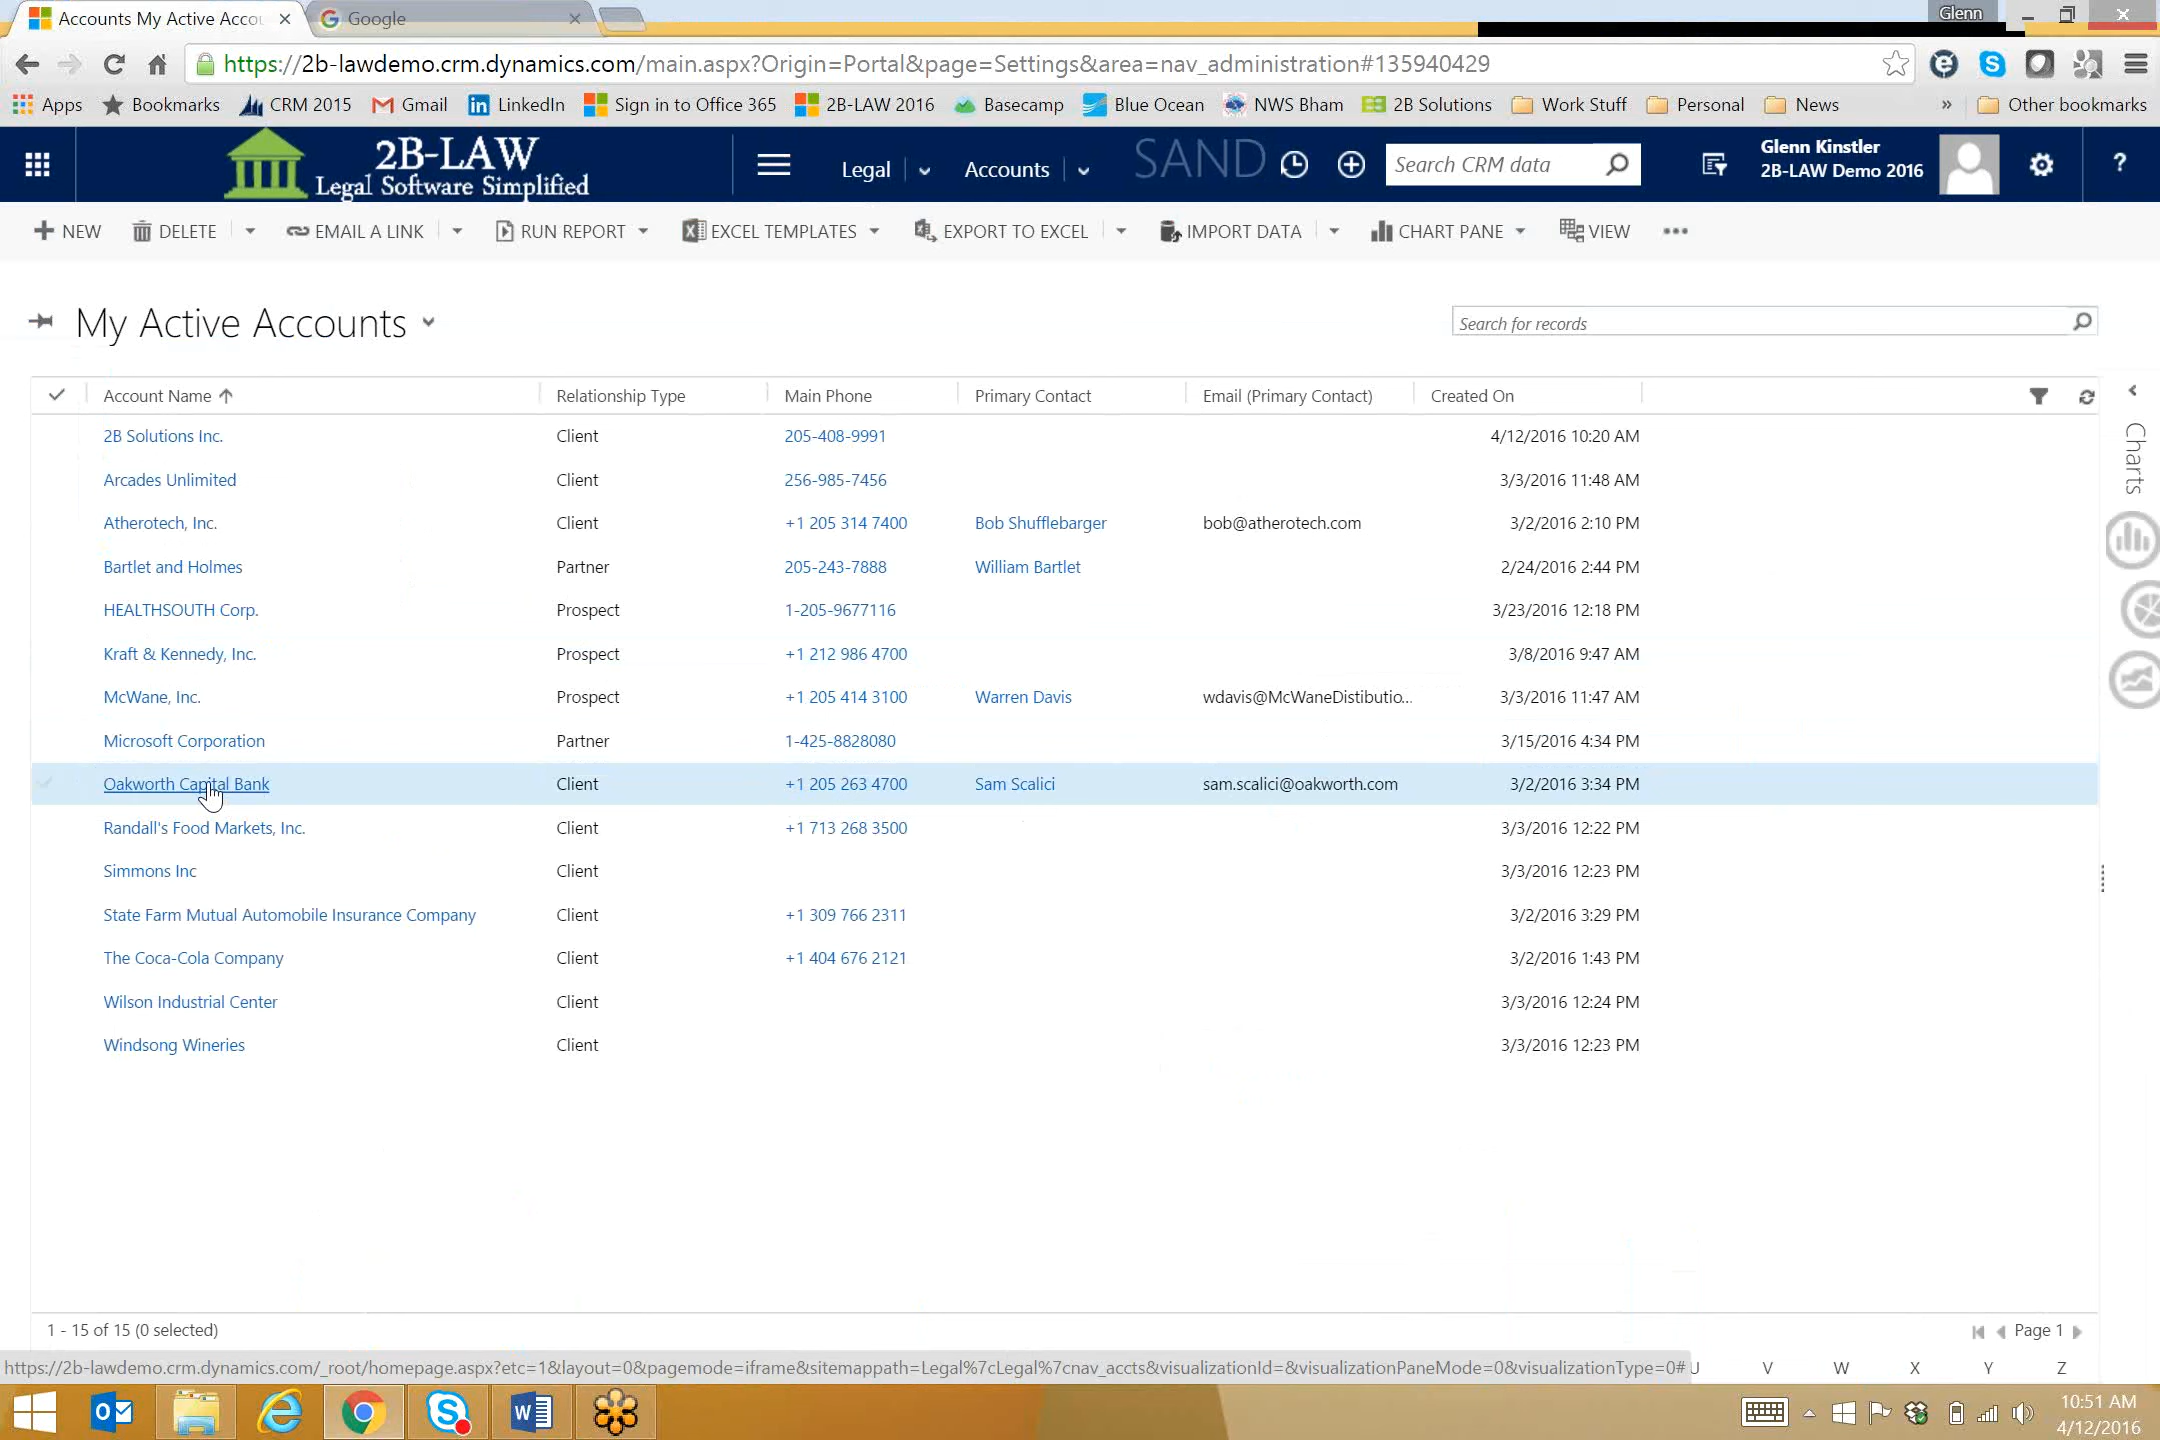 Accounts My Active Accou
Google
Glenn
https://2b-lawdemo.crm.dynamics.com/main.aspx?Origin=Portal&page=Settings&area=nav_administration#135940429
Apps Bookmarks CRM 2015 Gmail LinkedIn Sign in to Office 365 2B-LAW 2016 Basecamp Blue Ocean NWS Bham 2B Solutions Work Stuff Personal News » Other bookmarks
2B-LAW
Legal Software Simplified
Legal Accounts SAND Search CRM data
Glenn Kinstler
2B-LAW Demo 2016
?
NEW DELETE EMAIL A LINK RUN REPORT EXCEL TEMPLATES EXPORT TO EXCEL IMPORT DATA CHART PANE VIEW
My Active Accounts
Search for records
Account Name Relationship Type Main Phone Primary Contact Email (Primary Contact) Created On
Charts
2B Solutions Inc. Client 205-408-9991 4/12/2016 10:20 AM
Arcades Unlimited Client 256-985-7456 3/3/2016 11:48 AM
Atherotech, Inc. Client +1 205 314 7400 Bob Shufflebarger bob@atherotech.com 3/2/2016 2:10 PM
Bartlet and Holmes Partner 205-243-7888 William Bartlet 2/24/2016 2:44 PM
HEALTHSOUTH Corp. Prospect 1-205-9677116 3/23/2016 12:18 PM
Kraft & Kennedy, Inc. Prospect +1 212 986 4700 3/8/2016 9:47 AM
McWane, Inc. Prospect +1 205 414 3100 Warren Davis wdavis@McWaneDistibutio... 3/3/2016 11:47 AM
Microsoft Corporation Partner 1-425-8828080 3/15/2016 4:34 PM
Oakworth Capital Bank Client +1 205 263 4700 Sam Scalici sam.scalici@oakworth.com 3/2/2016 3:34 PM
Randall's Food Markets, Inc. Client +1 713 268 3500 3/3/2016 12:22 PM
Simmons Inc Client 3/3/2016 12:23 PM
State Farm Mutual Automobile Insurance Company Client +1 309 766 2311 3/2/2016 3:29 PM
The Coca-Cola Company Client +1 404 676 2121 3/2/2016 1:43 PM
Wilson Industrial Center Client 3/3/2016 12:24 PM
Windsong Wineries Client 3/3/2016 12:23 PM
1 - 15 of 15 (0 selected) Page 1
https://2b-lawdemo.crm.dynamics.com/_root/homepage.aspx?etc=1&layout=0&pagemode=iframe&sitemappath=Legal%7cLegal%7cnav_accts&visualizationId=&visualizationPaneMode=0&visualizationType=0# U V W X Y Z
10:51 AM
4/12/2016